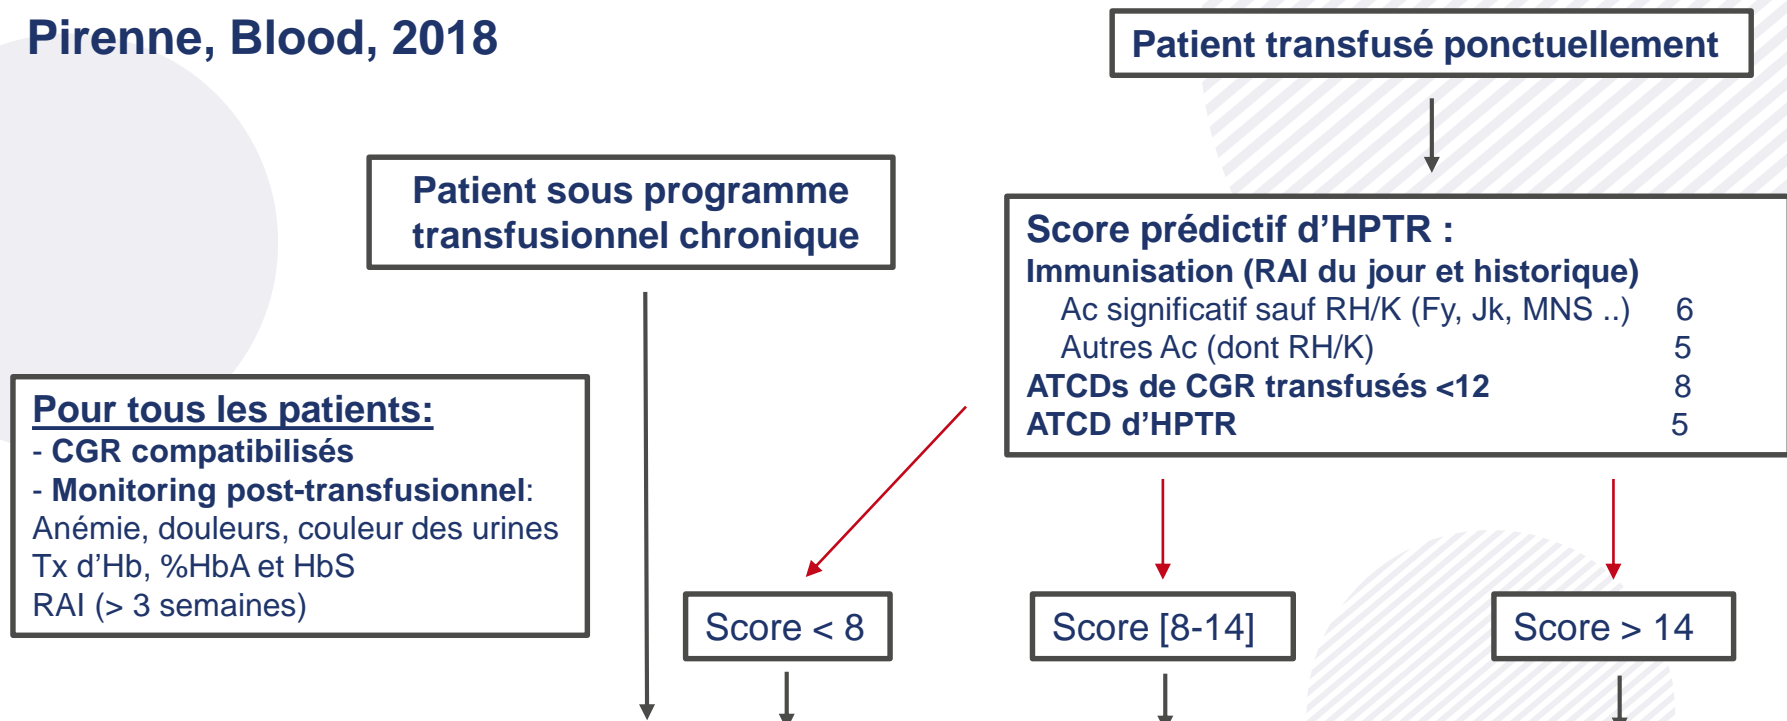 Pirenne, Blood, 2018
Patient transfusé ponctuellement
Patient sous programme
transfusionnel chronique
Score prédictif d’HPTR :
Immunisation (RAI du jour et historique)
Ac significatif sauf RH/K (Fy, Jk, MNS ..) 6
Autres Ac (dont RH/K) 5
ATCDs de CGR transfusés <12 8
ATCD d’HPTR 5
Pour tous les patients:
- CGR compatibilisés
- Monitoring post-transfusionnel:
Anémie, douleurs, couleur des urines
Tx d’Hb, %HbA et HbS
RAI (> 3 semaines)
Score < 8
Score [8-14]
Score > 14